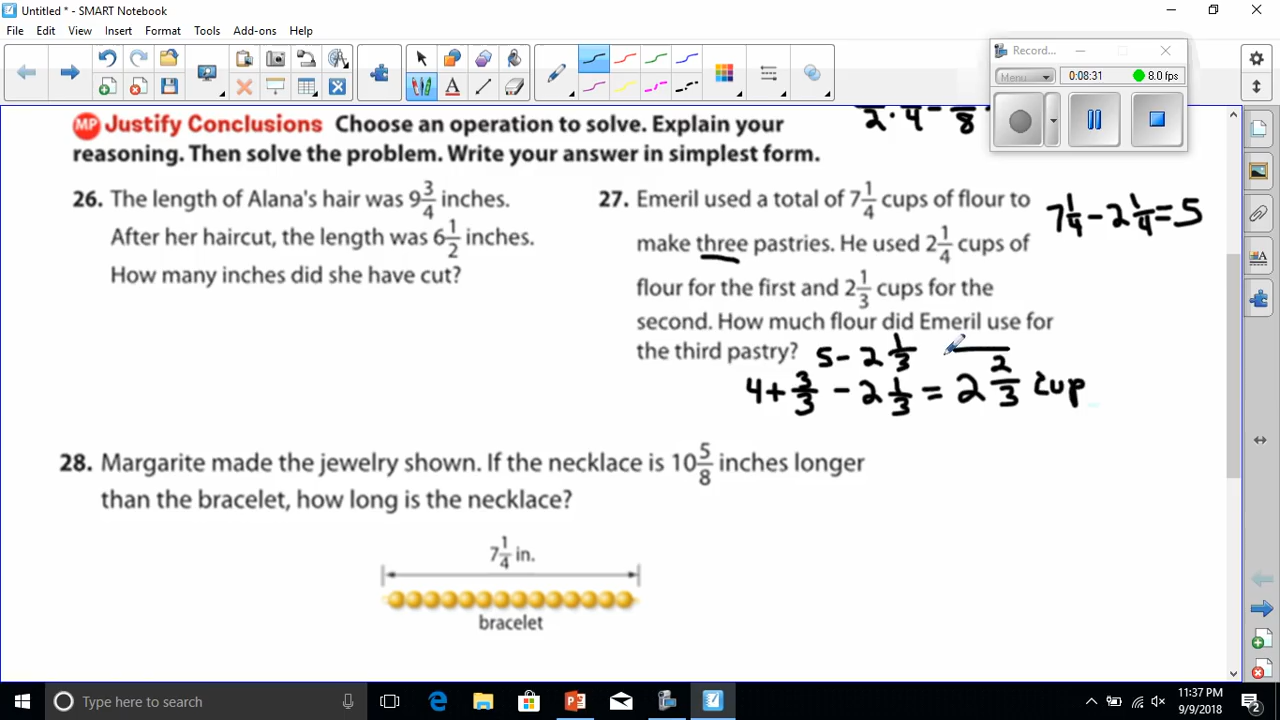 Untitled * - SMART Notebook
File Edit View Insert Format Tools Add-ons Help
Record...
Menu 0:08:31 8.0 fps
MP Justify Conclusions Choose an operation to solve. Explain your
reasoning. Then solve the problem. Write your answer in simplest form.
2 · 4 - 8
26. The length of Alana's hair was 9 3/4 inches.
After her haircut, the length was 6 1/2 inches.
How many inches did she have cut?
27. Emeril used a total of 7 1/4 cups of flour to
make three pastries. He used 2 1/4 cups of
flour for the first and 2 1/3 cups for the
second. How much flour did Emeril use for
the third pastry?
7 1/4 - 2 1/4 = 5
5 - 2 1/3
4 + 3/3 - 2 1/3 = 2 2/3 cup
28. Margarite made the jewelry shown. If the necklace is 10 5/8 inches longer
than the bracelet, how long is the necklace?
7 1/4 in.
bracelet
Type here to search
11:37 PM
9/9/2018
2